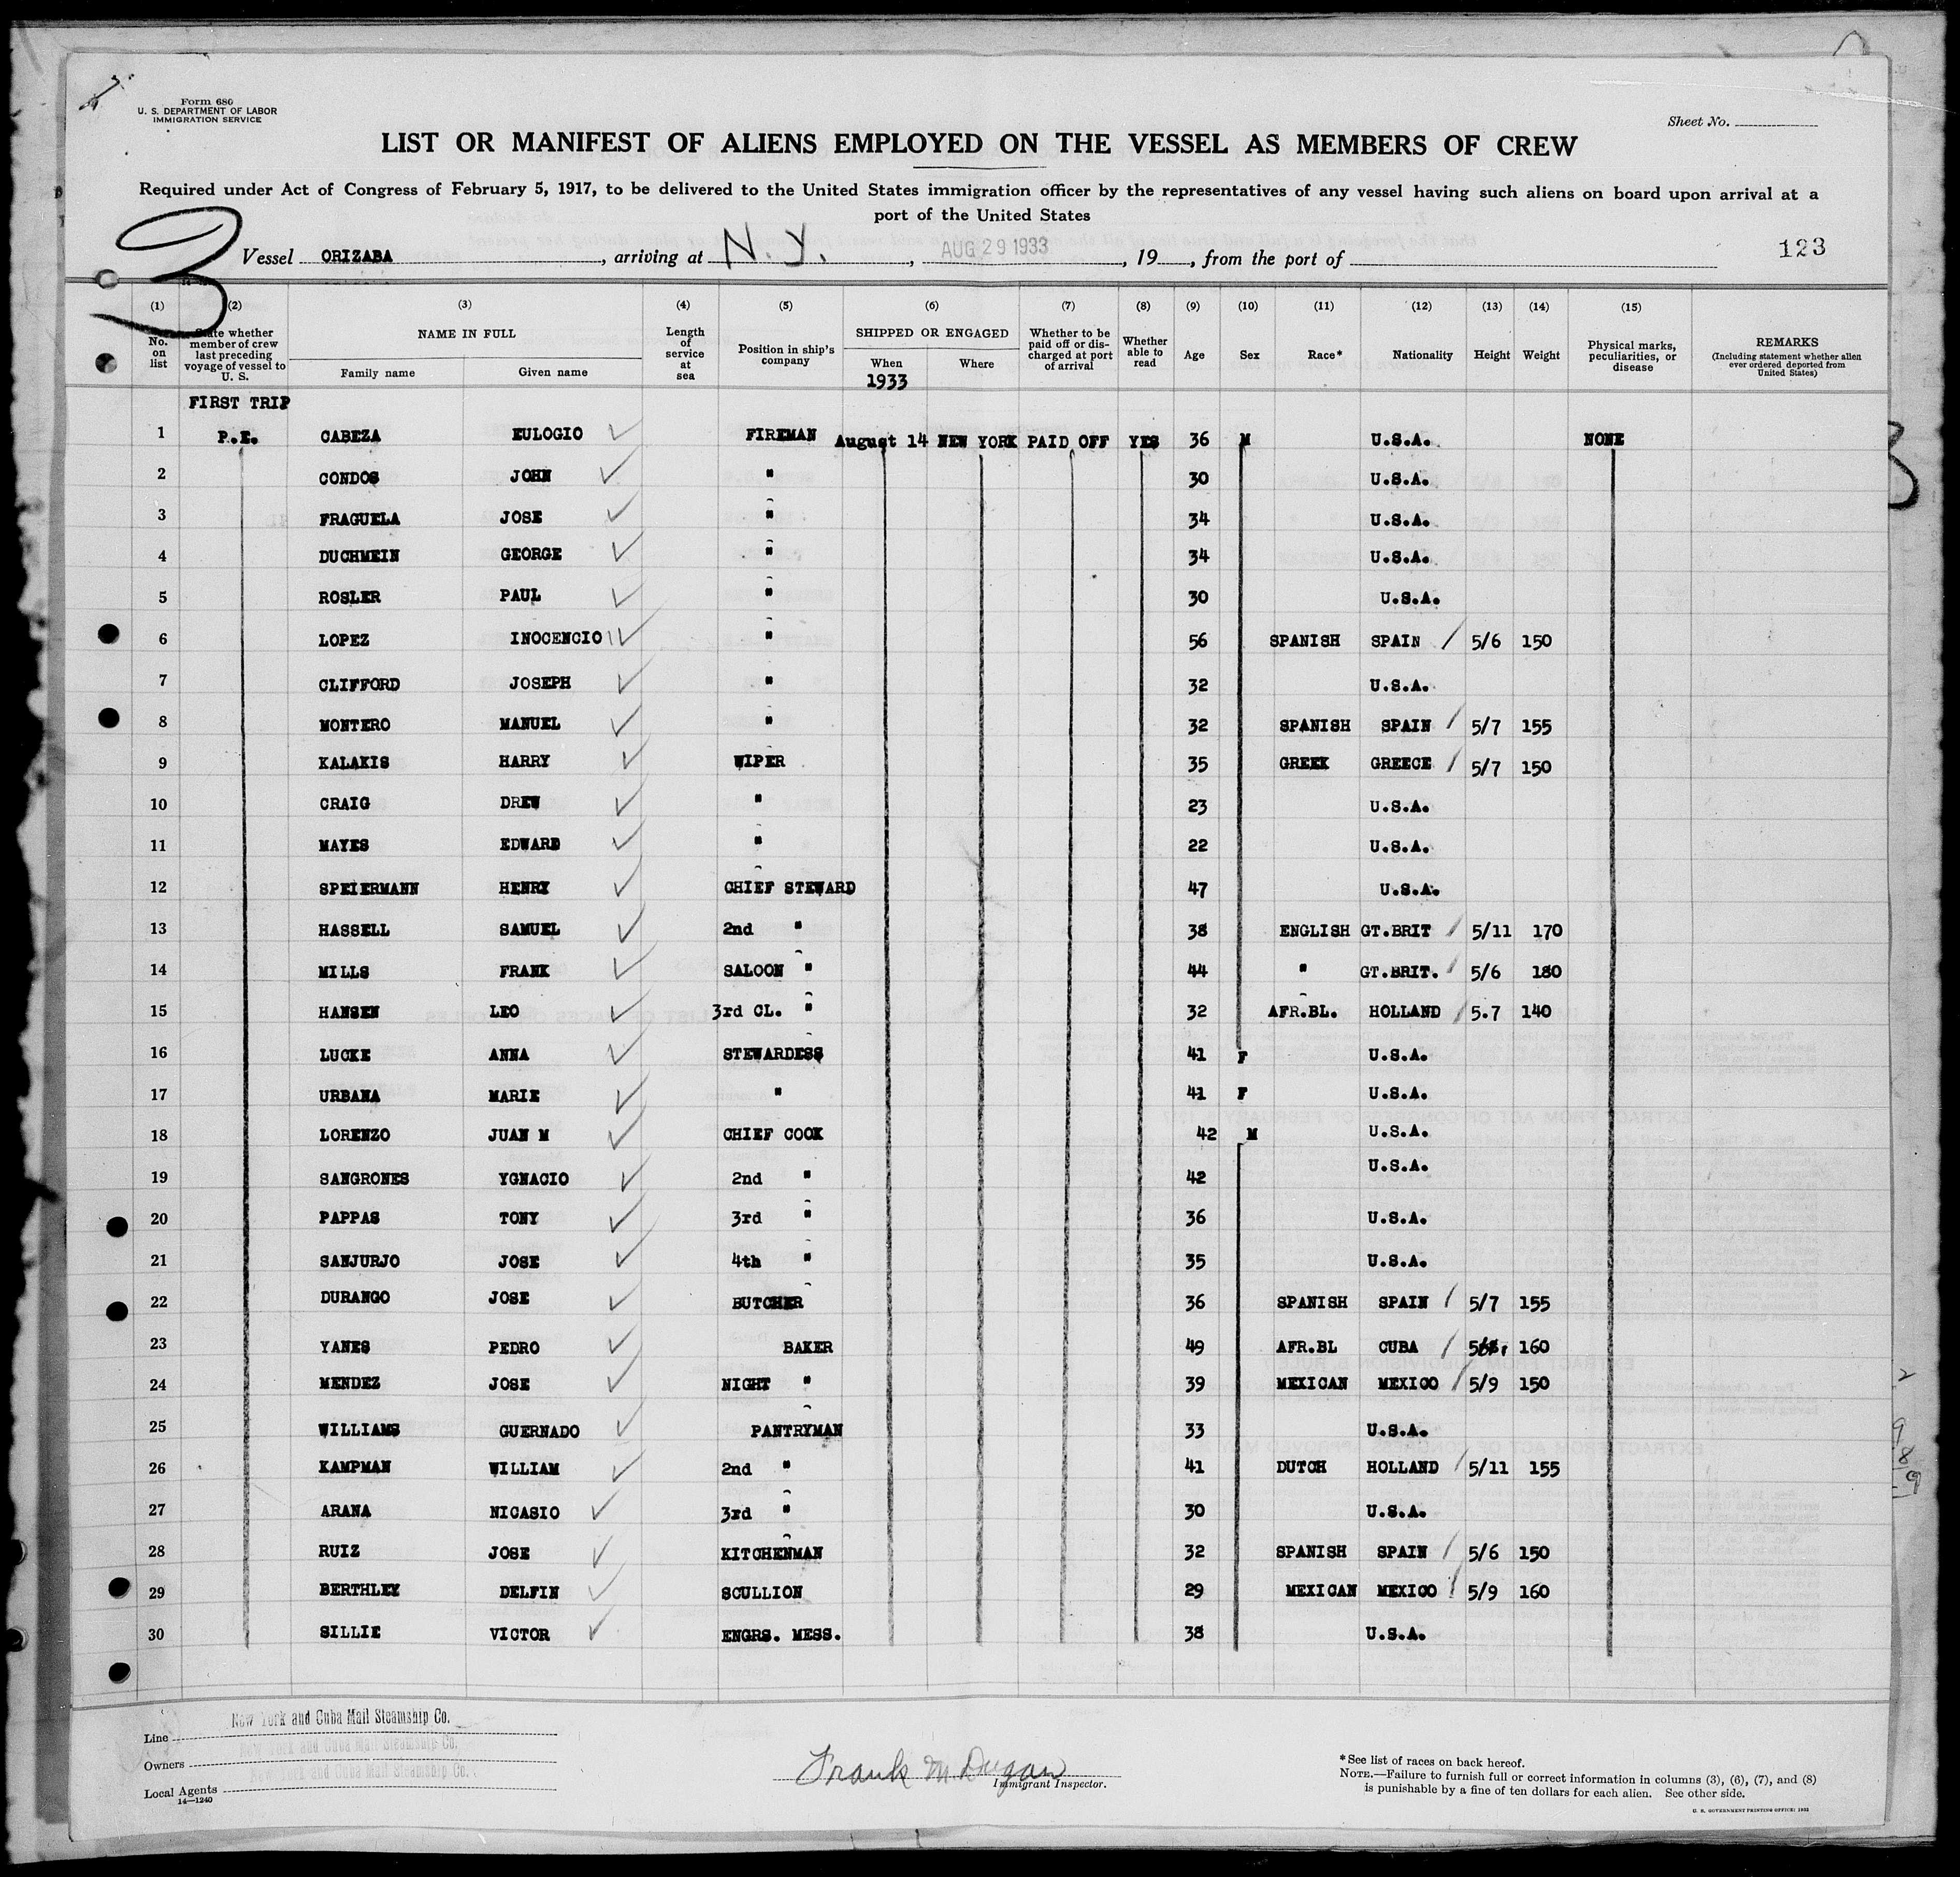 Form 680
U. S. DEPARTMENT OF LABOR
IMMIGRATION SERVICE
Sheet No.
LIST OR MANIFEST OF ALIENS EMPLOYED ON THE VESSEL AS MEMBERS OF CREW
Required under Act of Congress of February 5, 1917, to be delivered to the United States immigration officer by the representatives of any vessel having such aliens on board upon arrival at a
port of the United States
3
Vessel ORIZABA, arriving at N.Y., AUG 29 1933, 19, from the port of 123
(1) (2) (3) (4) (5) (6) (7) (8) (9) (10) (11) (12) (13) (14) (15)
No. on list State whether member of crew last preceding voyage of vessel to U. S. NAME IN FULL Family name Given name Length of service at sea Position in ship's company SHIPPED OR ENGAGED When Where Whether to be paid off or discharged at port of arrival Whether able to read Age Sex Race* Nationality Height Weight Physical marks, peculiarities, or disease REMARKS (Including statement whether alien ever ordered deported from United States)
1933
FIRST TRIP
1 P.E. CABEZA EULOGIO FIREMAN August 14 NEW YORK PAID OFF YES 36 M U.S.A. NONE
2 CONDOS JOHN " 30 U.S.A.
3 FRAGUELA JOSE " 34 U.S.A.
4 DUCHMEIN GEORGE " 34 U.S.A.
5 ROSLER PAUL " 30 U.S.A.
6 LOPEZ INOCENCIO " 56 SPANISH SPAIN 5/6 150
7 CLIFFORD JOSEPH " 32 U.S.A.
8 MONTERO MANUEL " 32 SPANISH SPAIN 5/7 155
9 KALAKIS HARRY WIPER 35 GREEK GREECE 5/7 150
10 CRAIG DREW " 23 U.S.A.
11 MAYES EDWARD " 22 U.S.A.
12 SPEIERMANN HENRY CHIEF STEWARD 47 U.S.A.
13 HASSELL SAMUEL 2nd " 38 ENGLISH GT.BRIT 5/11 170
14 MILLS FRANK SALOON " 44 " GT.BRIT. 5/6 180
15 HANSEN LEO 3rd CL. " 32 AFR.BL. HOLLAND 5.7 140
16 LUCKE ANNA STEWARDESS 41 F U.S.A.
17 URBANA MARIE " 41 F U.S.A.
18 LORENZO JUAN M CHIEF COOK 42 M U.S.A.
19 SANGRONES YGNACIO 2nd " 42 U.S.A.
20 PAPPAS TONY 3rd " 36 U.S.A.
21 SANJURJO JOSE 4th " 35 U.S.A.
22 DURANGO JOSE BUTCHER 36 SPANISH SPAIN 5/7 155
23 YANES PEDRO BAKER 49 AFR.BL CUBA 160
24 MENDEZ JOSE NIGHT " 39 MEXICAN MEXICO 5/9 150
25 WILLIAMS GUERNADO PANTRYMAN 33 U.S.A.
26 KAMPMAN WILLIAM 2nd " 41 DUTCH HOLLAND 5/11 155
27 ARANA NICASIO 3rd " 30 U.S.A.
28 RUIZ JOSE KITCHENMAN 32 SPANISH SPAIN 5/6 150
29 BERTHLEY DELFIN SCULLION 29 MEXICAN MEXICO 5/9 160
30 SILLIE VICTOR ENGRS. MESS. 38 U.S.A.
Line New York and Cuba Mail Steamship Co.
Owners New York and Cuba Mail Steamship Co.
Local Agents New York and Cuba Mail Steamship Co.
14—1240
Frank M Dugan
Immigrant Inspector.
*See list of races on back hereof.
NOTE.—Failure to furnish full or correct information in columns (3), (6), (7), and (8)
is punishable by a fine of ten dollars for each alien. See other side.
U. S. GOVERNMENT PRINTING OFFICE: 1932